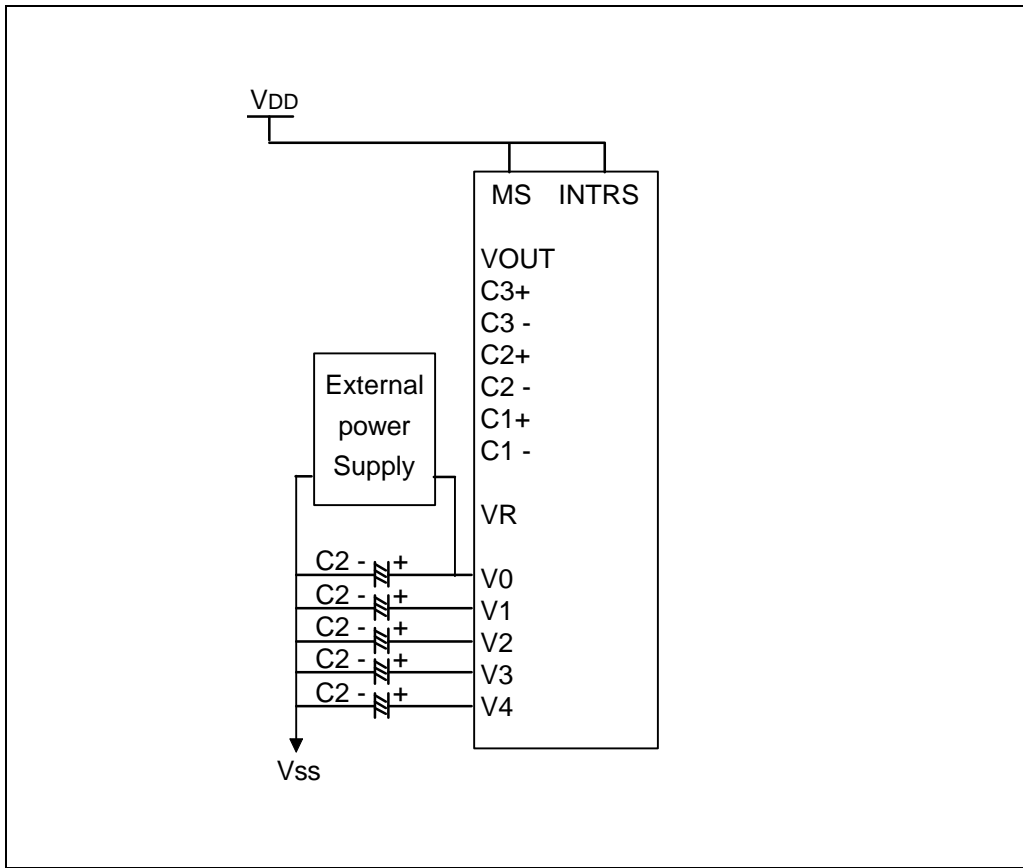 VDD
MS INTRS
VOUT
C3+
C3 -
C2+
C2 -
C1+
C1 -
External
power
Supply
VR
C2 - + V0
C2 - + V1
C2 - + V2
C2 - + V3
C2 - + V4
Vss